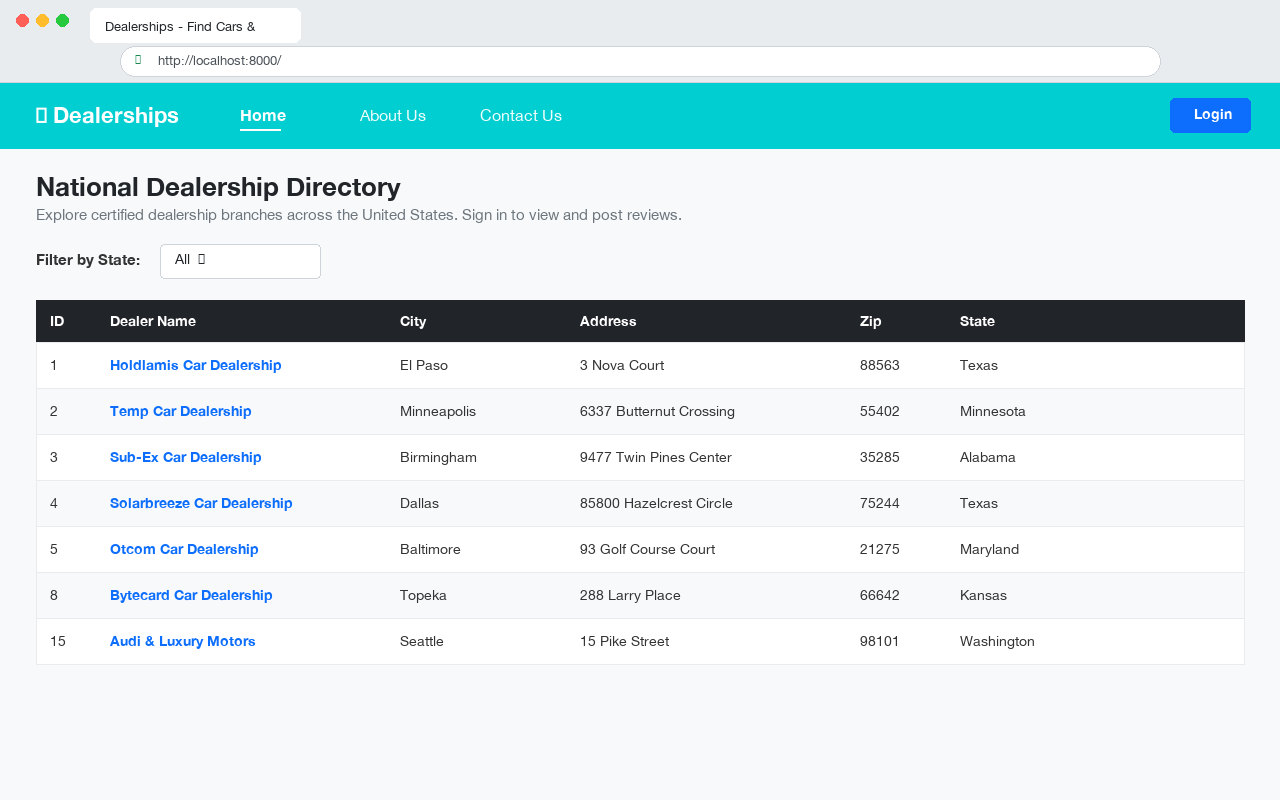 Dealerships - Find Cars &
http://localhost:8000/
Dealerships Home About Us Contact Us Login
National Dealership Directory
Explore certified dealership branches across the United States. Sign in to view and post reviews.
Filter by State: All
ID Dealer Name City Address Zip State
1 Holdlamis Car Dealership El Paso 3 Nova Court 88563 Texas
2 Temp Car Dealership Minneapolis 6337 Butternut Crossing 55402 Minnesota
3 Sub-Ex Car Dealership Birmingham 9477 Twin Pines Center 35285 Alabama
4 Solarbreeze Car Dealership Dallas 85800 Hazelcrest Circle 75244 Texas
5 Otcom Car Dealership Baltimore 93 Golf Course Court 21275 Maryland
8 Bytecard Car Dealership Topeka 288 Larry Place 66642 Kansas
15 Audi & Luxury Motors Seattle 15 Pike Street 98101 Washington